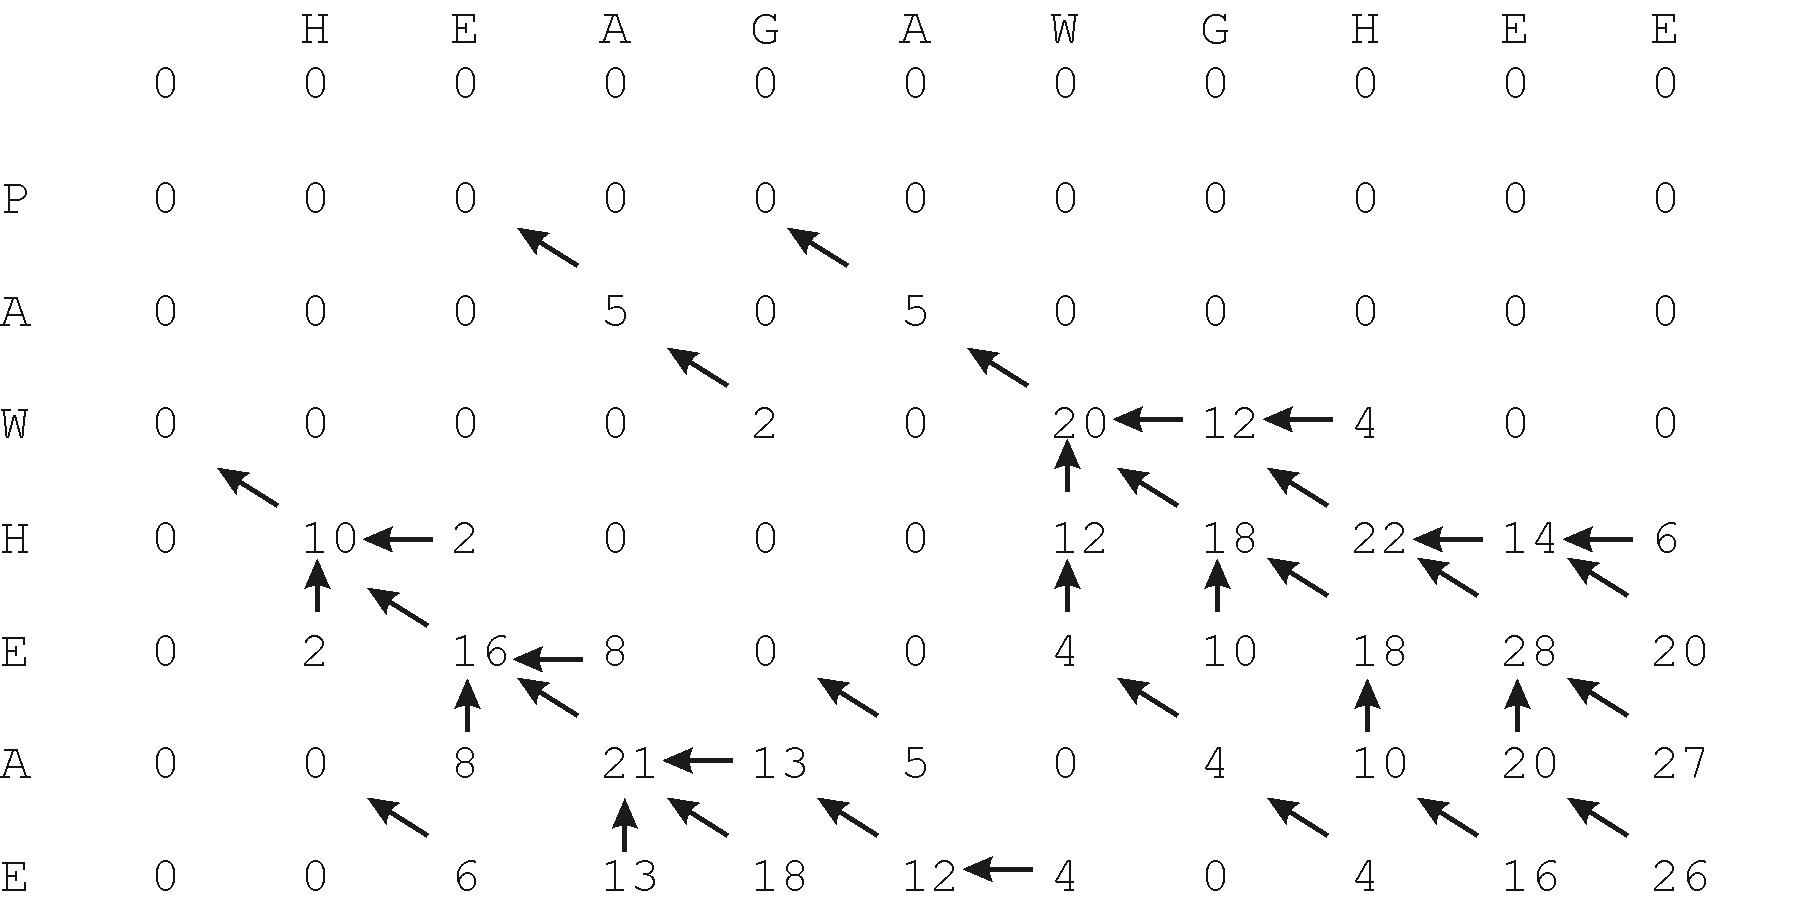 H E A G A W G H E E
0 0 0 0 0 0 0 0 0 0 0
P 0 0 0 0 0 0 0 0 0 0 0
A 0 0 0 5 0 5 0 0 0 0 0
W 0 0 0 0 2 0 20 12 4 0 0
H 0 10 2 0 0 0 12 18 22 14 6
E 0 2 16 8 0 0 4 10 18 28 20
A 0 0 8 21 13 5 0 4 10 20 27
E 0 0 6 13 18 12 4 0 4 16 26